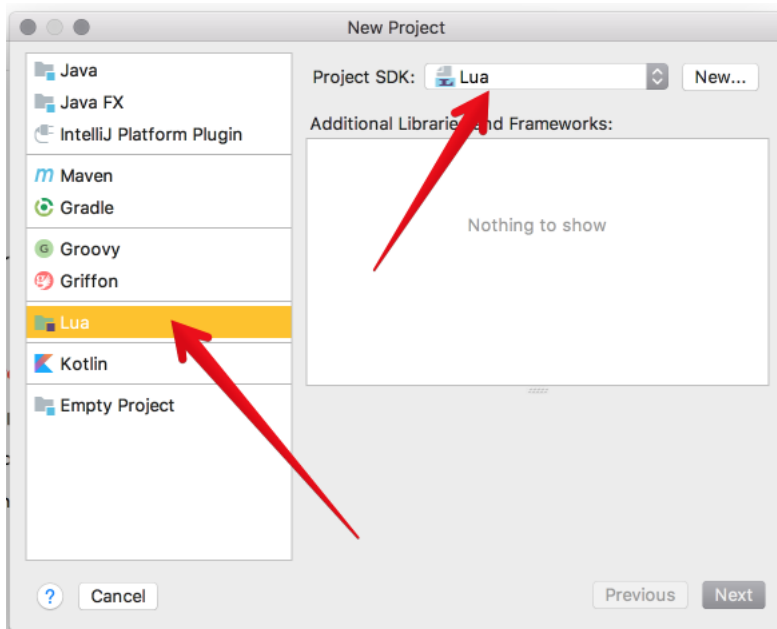 New Project
Java
Java FX
IntelliJ Platform Plugin
Maven
Gradle
Groovy
Griffon
Lua
Kotlin
Empty Project
Project SDK: Lua New...
Additional Libraries and Frameworks:
Nothing to show
? Cancel Previous Next